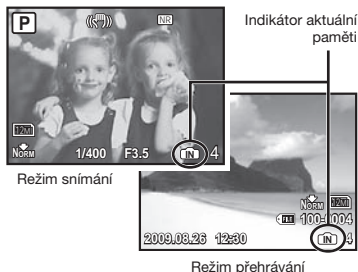 P NR
Indikátor aktuální
paměti
12M
NORM 1/400 F3.5 IN 4
Režim snímání
NORM 12M
100-0004
2009.08.26 12:30 IN 4
Režim přehrávání